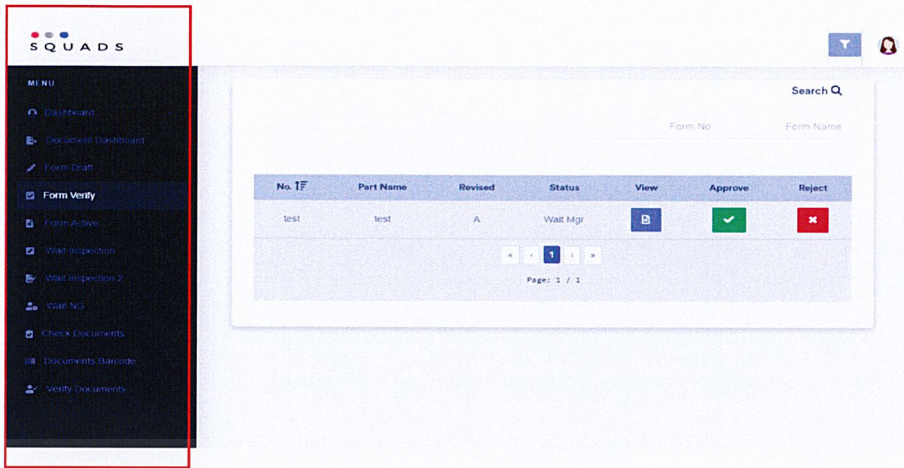 SQUADS
MENU
Dashboard
Document Dashboard
Form Draft
Form Verify
Form Active
Wait Inspection
Wait Inspection 2
Wait NG
Check Documents
Documents Barcode
Verify Documents
Search
Form No Form Name
No. Part Name Revised Status View Approve Reject
test test A Wait Mgr
« ‹ 1 › »
Page: 1 / 1